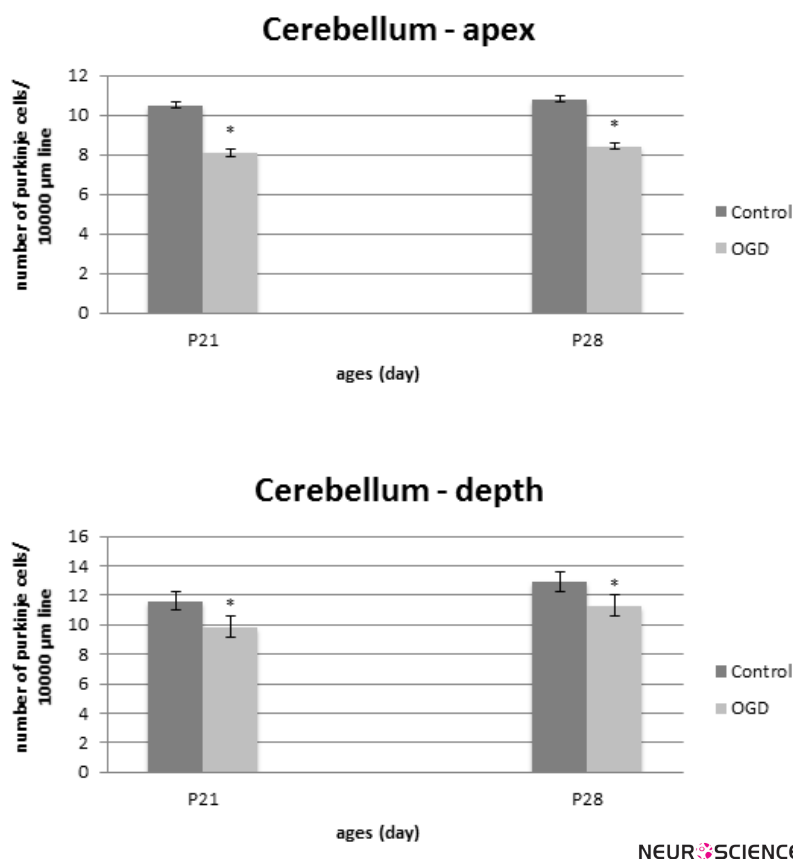 Cerebellum - apex
number of purkinje cells/
10000 µm line
12
10
8
6
4
2
0
*
*
P21
P28
ages (day)
Control
OGD
Cerebellum - depth
number of purkinje cells/
10000 µm line
16
14
12
10
8
6
4
2
0
*
*
P21
P28
ages (day)
Control
OGD